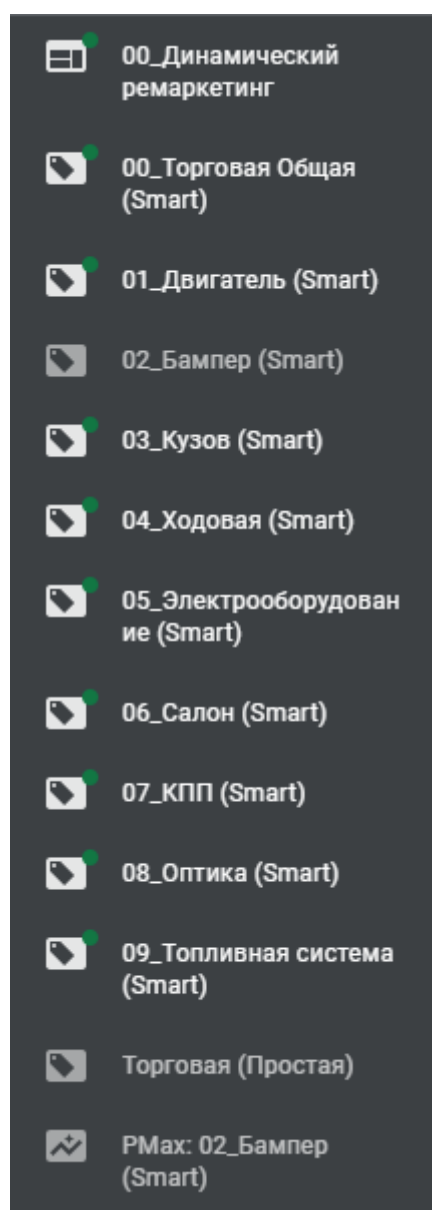 00_Динамический
ремаркетинг
00_Торговая Общая
(Smart)
01_Двигатель (Smart)
02_Бампер (Smart)
03_Кузов (Smart)
04_Ходовая (Smart)
05_Электрооборудован
ие (Smart)
06_Салон (Smart)
07_КПП (Smart)
08_Оптика (Smart)
09_Топливная система
(Smart)
Торговая (Простая)
PMax: 02_Бампер
(Smart)